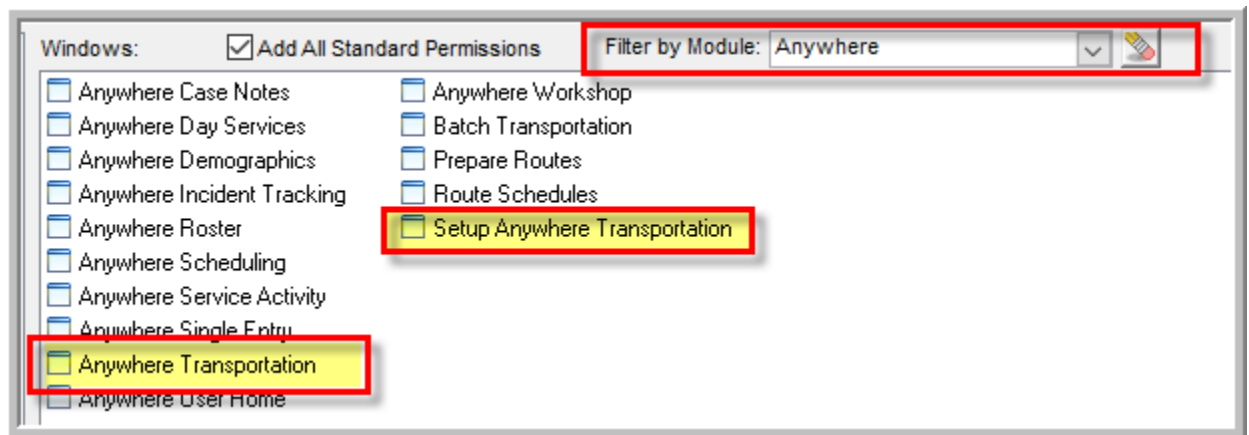 Windows: Add All Standard Permissions Filter by Module: Anywhere
Anywhere Case Notes
Anywhere Day Services
Anywhere Demographics
Anywhere Incident Tracking
Anywhere Roster
Anywhere Scheduling
Anywhere Service Activity
Anywhere Single Entry
Anywhere Transportation
Anywhere User Home
Anywhere Workshop
Batch Transportation
Prepare Routes
Route Schedules
Setup Anywhere Transportation